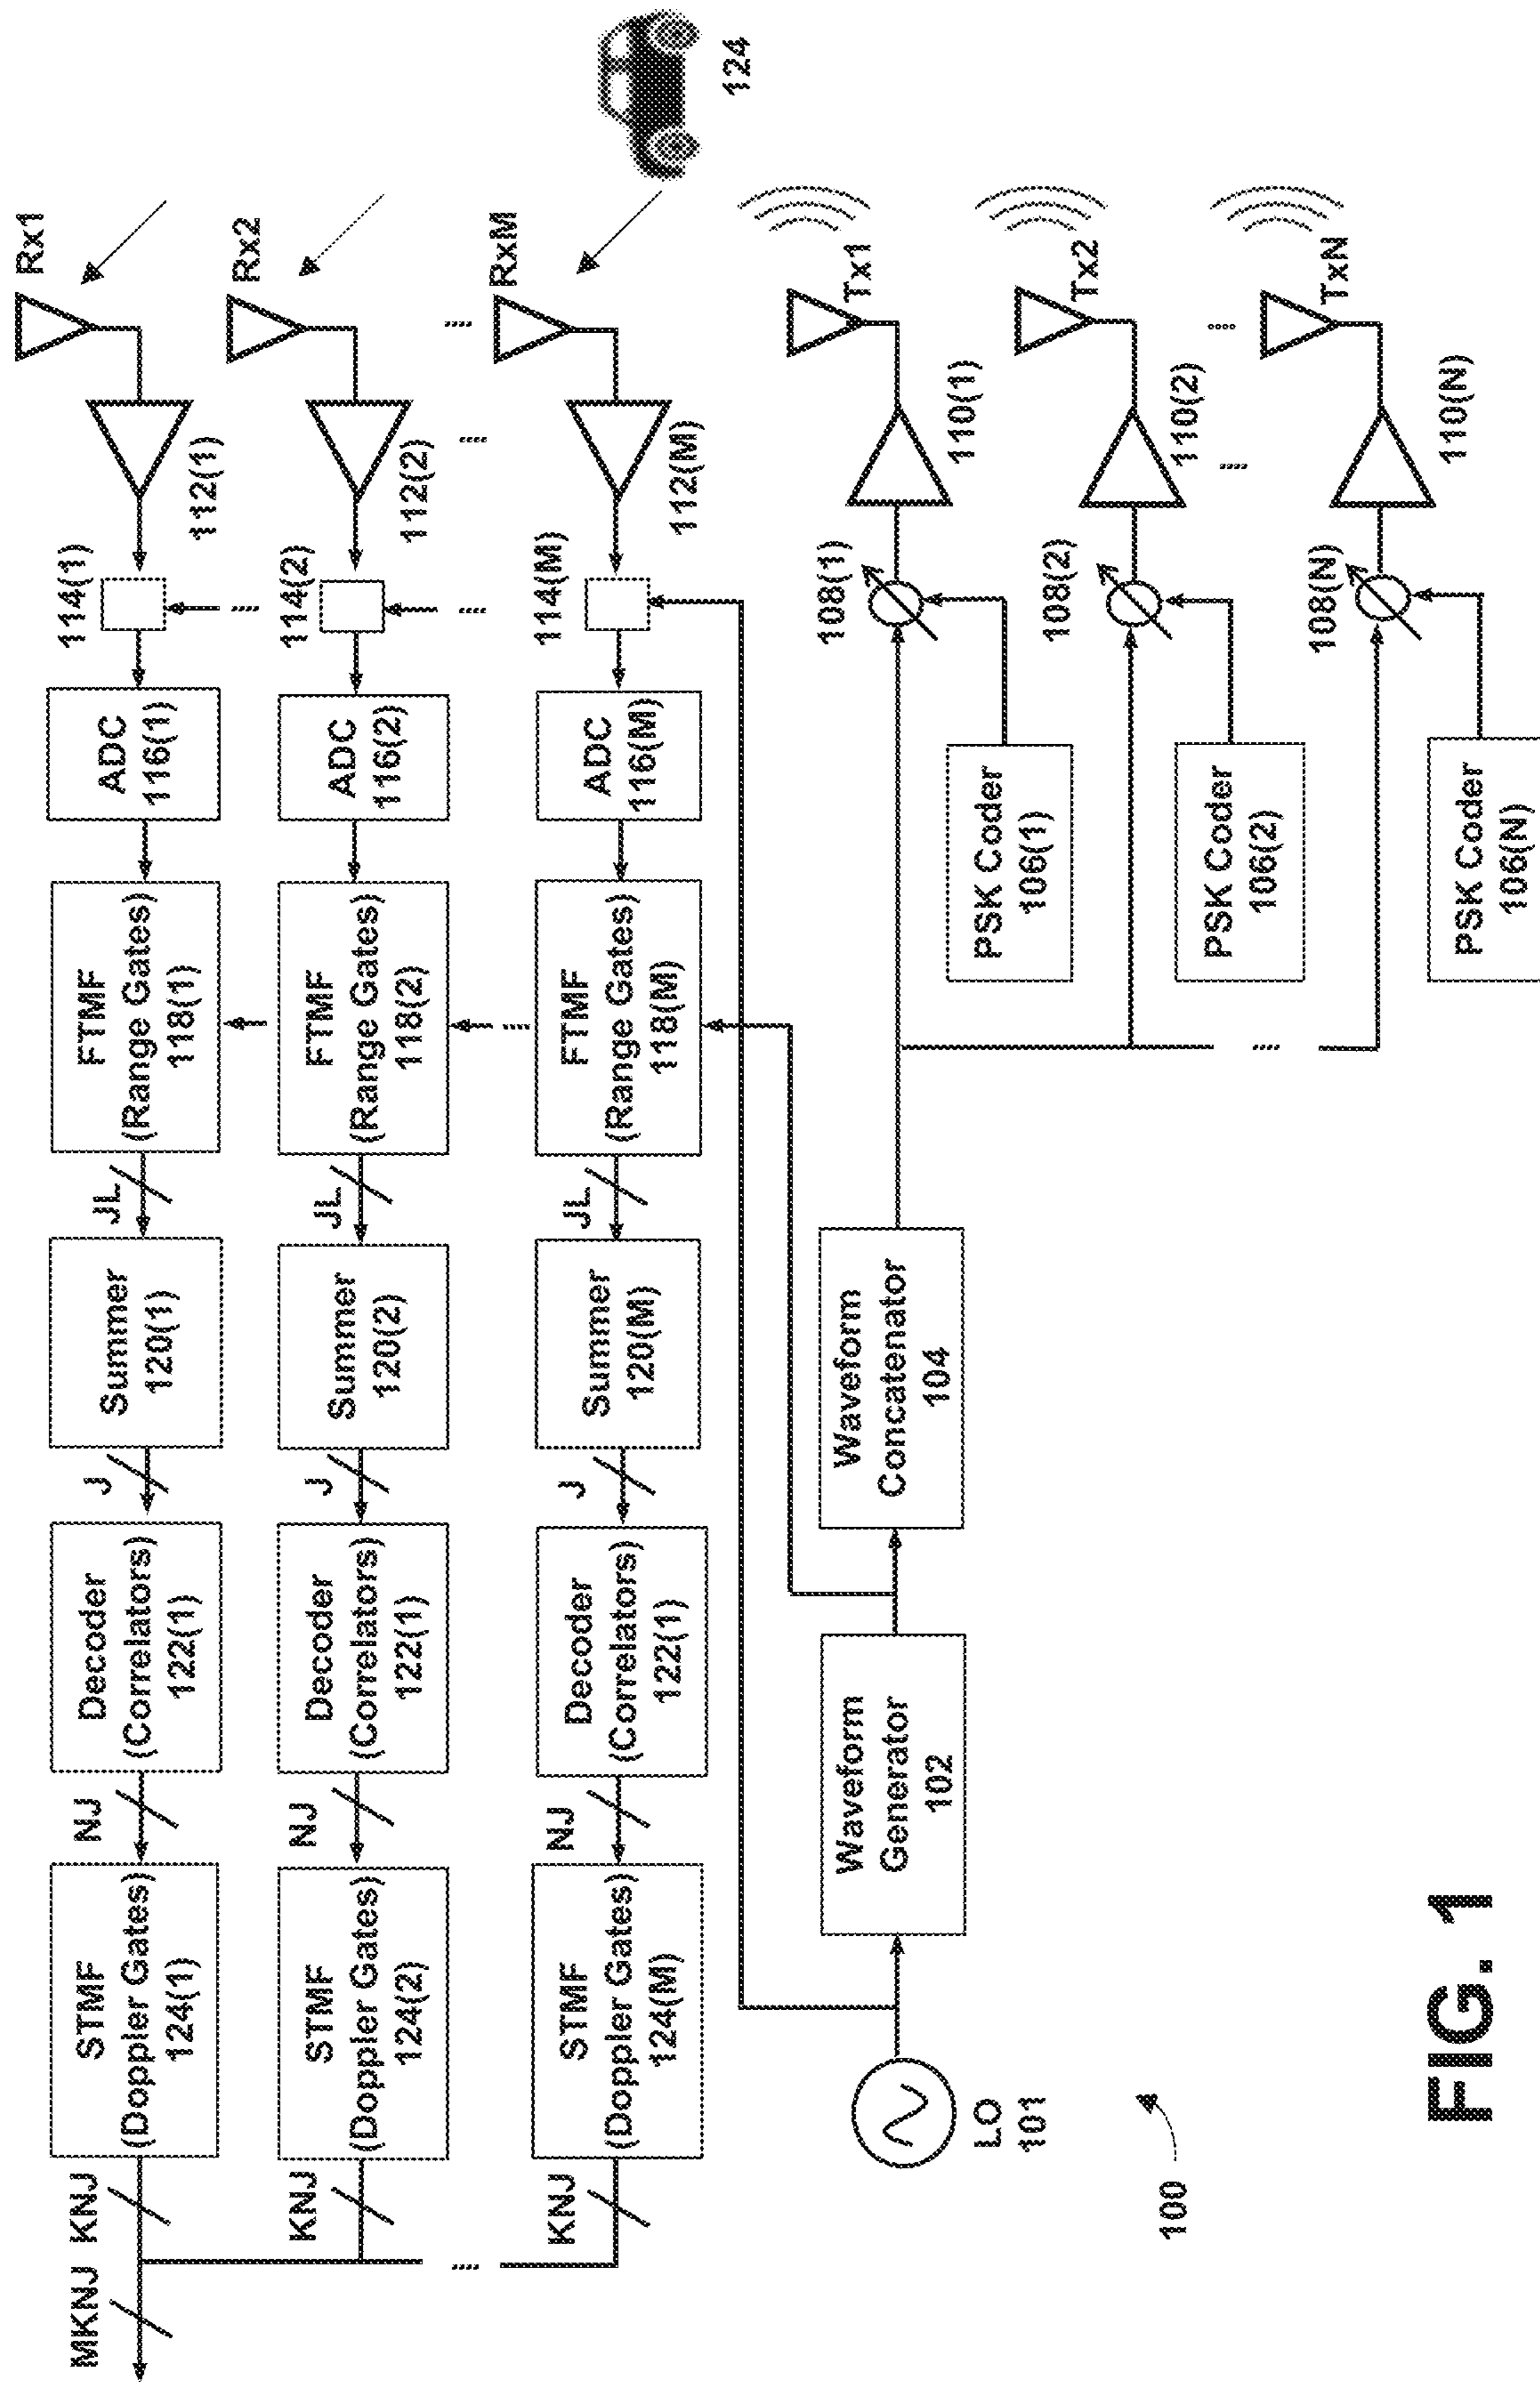 MKNJ
KNJ
STMF
(Doppler Gates)
124(1)
NJ
Decoder
(Correlators)
122(1)
J
Summer
120(1)
JL
FTMF
(Range Gates)
118(1)
ADC
116(1)
114(1)
112(1)
Rx1
KNJ
STMF
(Doppler Gates)
124(2)
NJ
Decoder
(Correlators)
122(1)
J
Summer
120(2)
JL
FTMF
(Range Gates)
118(2)
ADC
116(2)
114(2)
112(2)
Rx2
KNJ
STMF
(Doppler Gates)
124(M)
NJ
Decoder
(Correlators)
122(1)
J
Summer
120(M)
JL
FTMF
(Range Gates)
118(M)
ADC
116(M)
114(M)
112(M)
RxM
124
LO
101
Waveform
Generator
102
Waveform
Concatenator
104
108(1)
110(1)
Tx1
PSK Coder
106(1)
108(2)
110(2)
Tx2
PSK Coder
106(2)
108(N)
110(N)
TxN
PSK Coder
106(N)
100
FIG. 1